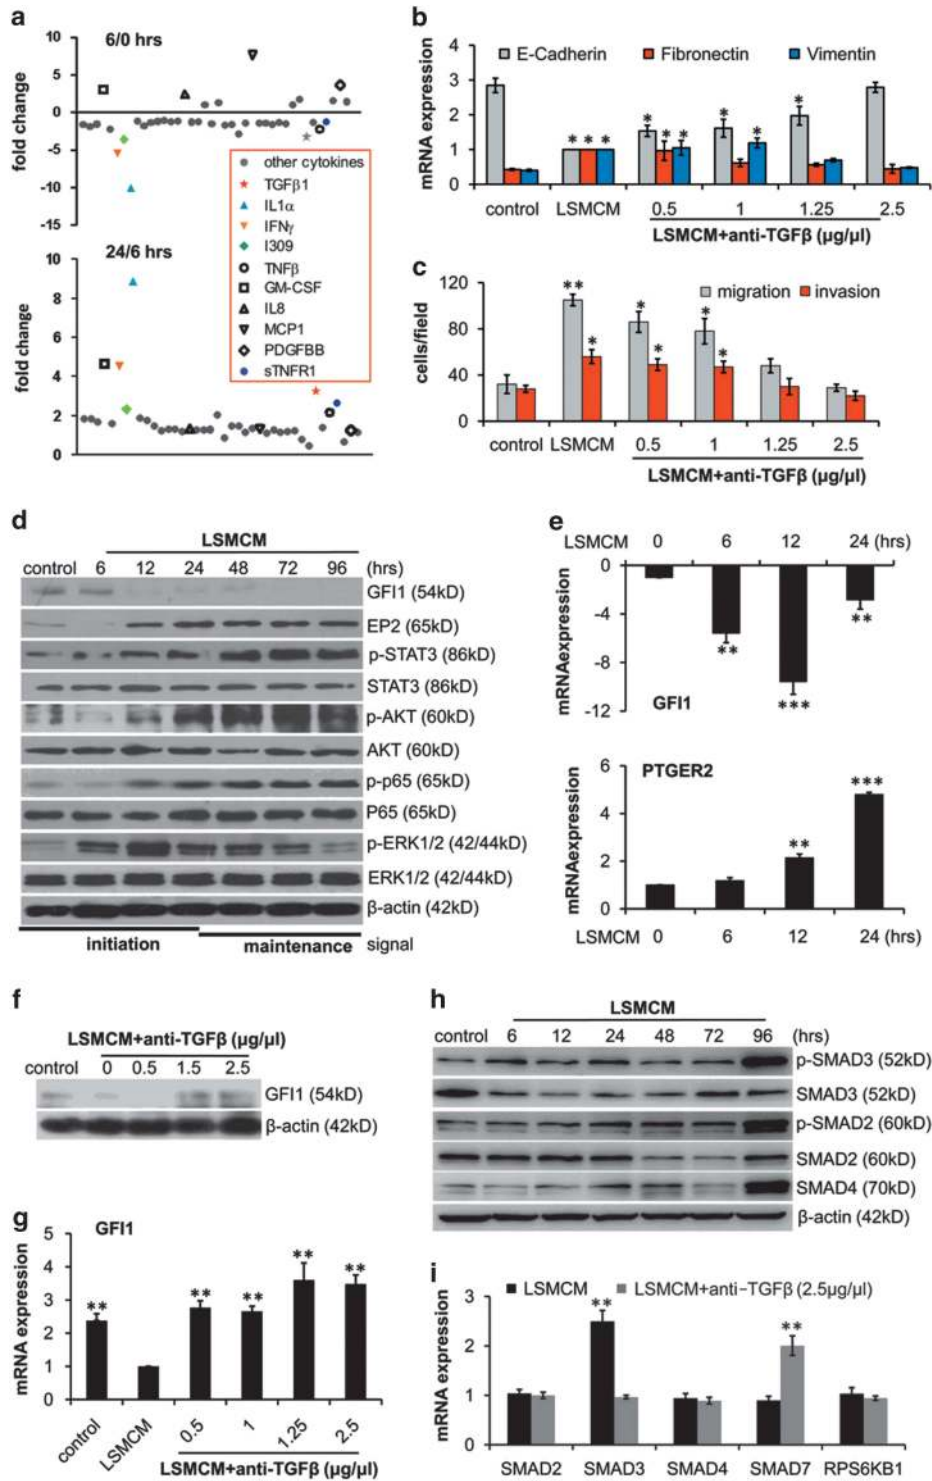 a
6/0 hrs
fold change
10
5
0
-5
-10
-15
24/6 hrs
fold change
10
8
6
4
2
0
other cytokines
TGFβ1
IL1α
IFNγ
I309
TNFβ
GM-CSF
IL8
MCP1
PDGFBB
sTNFR1
b
mRNA expression
4
3
2
1
0
E-Cadherin Fibronectin Vimentin
* * * * * * * * *
control LSMCM 0.5 1 1.25 2.5
LSMCM+anti-TGFβ (µg/µl)
c
cells/field
120
80
40
0
migration invasion
** * * * * *
control LSMCM 0.5 1 1.25 2.5
LSMCM+anti-TGFβ (µg/µl)
d
LSMCM
control 6 12 24 48 72 96 (hrs)
GFI1 (54kD)
EP2 (65kD)
p-STAT3 (86kD)
STAT3 (86kD)
p-AKT (60kD)
AKT (60kD)
p-p65 (65kD)
P65 (65kD)
p-ERK1/2 (42/44kD)
ERK1/2 (42/44kD)
β-actin (42kD)
initiation maintenance signal
e
LSMCM 0 6 12 24 (hrs)
mRNAexpression
0
-4
-8
-12
** *** **
GFI1
PTGER2
mRNAexpression
6
4
2
0
** ***
LSMCM 0 6 12 24 (hrs)
f
LSMCM+anti-TGFβ (µg/µl)
control 0 0.5 1.5 2.5
GFI1 (54kD)
β-actin (42kD)
g
GFI1
mRNA expression
5
4
3
2
1
0
** ** ** ** **
control LSMCM 0.5 1 1.25 2.5
LSMCM+anti-TGFβ (µg/µl)
h
LSMCM
control 6 12 24 48 72 96 (hrs)
p-SMAD3 (52kD)
SMAD3 (52kD)
p-SMAD2 (60kD)
SMAD2 (60kD)
SMAD4 (70kD)
β-actin (42kD)
i
LSMCM LSMCM+anti-TGFβ (2.5µg/µl)
mRNA expression
3
2
1
0
** **
SMAD2 SMAD3 SMAD4 SMAD7 RPS6KB1